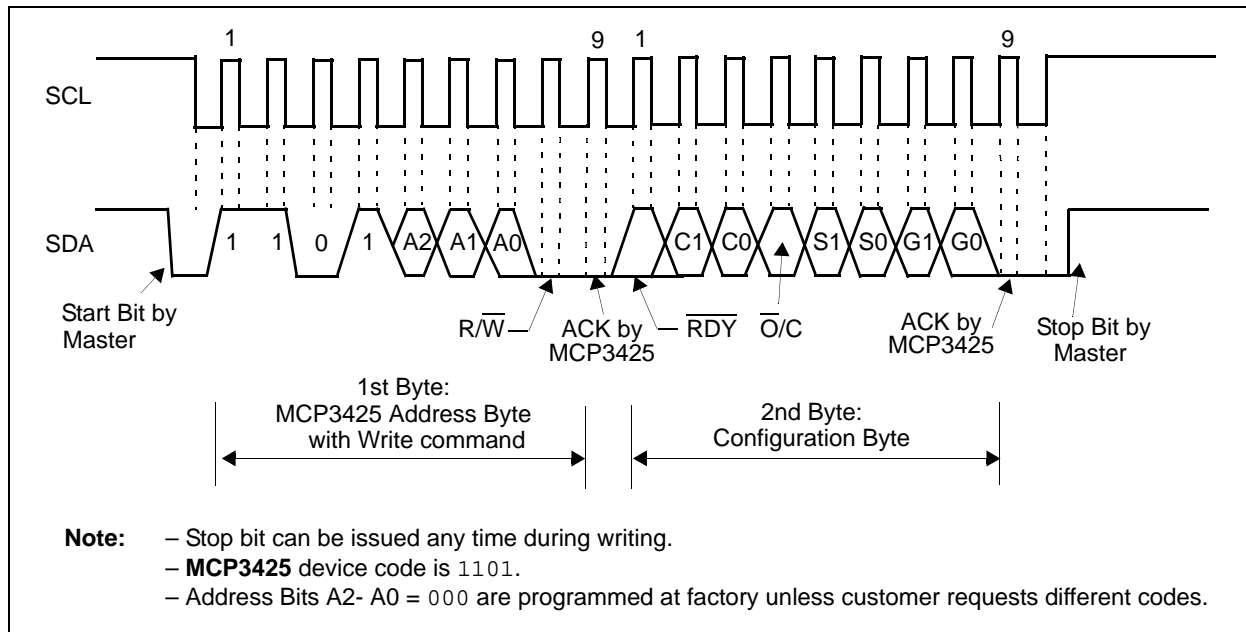 1 9 1 9
SCL
SDA 1 1 0 1 A2 A1 A0 C1 C0 S1 S0 G1 G0
Start Bit by
Master
R/W̅
ACK by
MCP3425
R̅D̅Y̅
O̅/C
ACK by
MCP3425
Stop Bit by
Master
1st Byte:
MCP3425 Address Byte
with Write command
2nd Byte:
Configuration Byte
Note: – Stop bit can be issued any time during writing.
– MCP3425 device code is 1101.
– Address Bits A2- A0 = 000 are programmed at factory unless customer requests different codes.